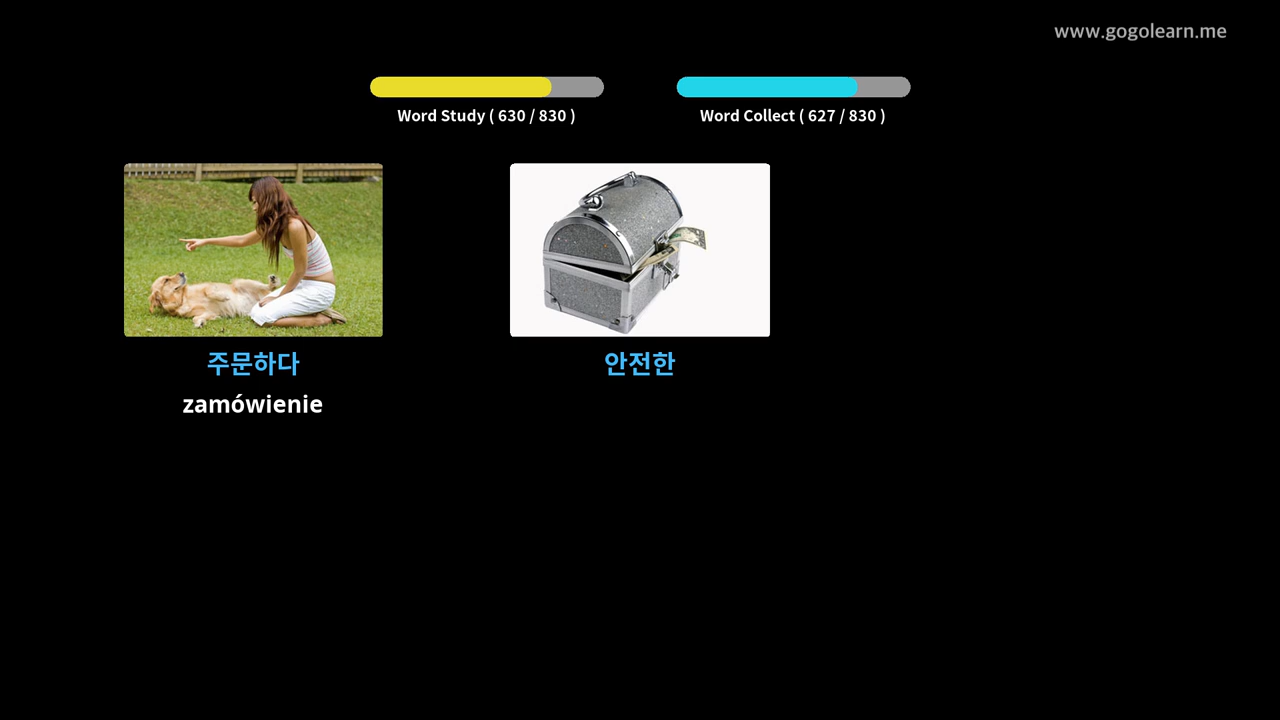 www.gogolearn.me
Word Study ( 630 / 830 )
Word Collect ( 627 / 830 )
주문하다
zamówienie
안전한